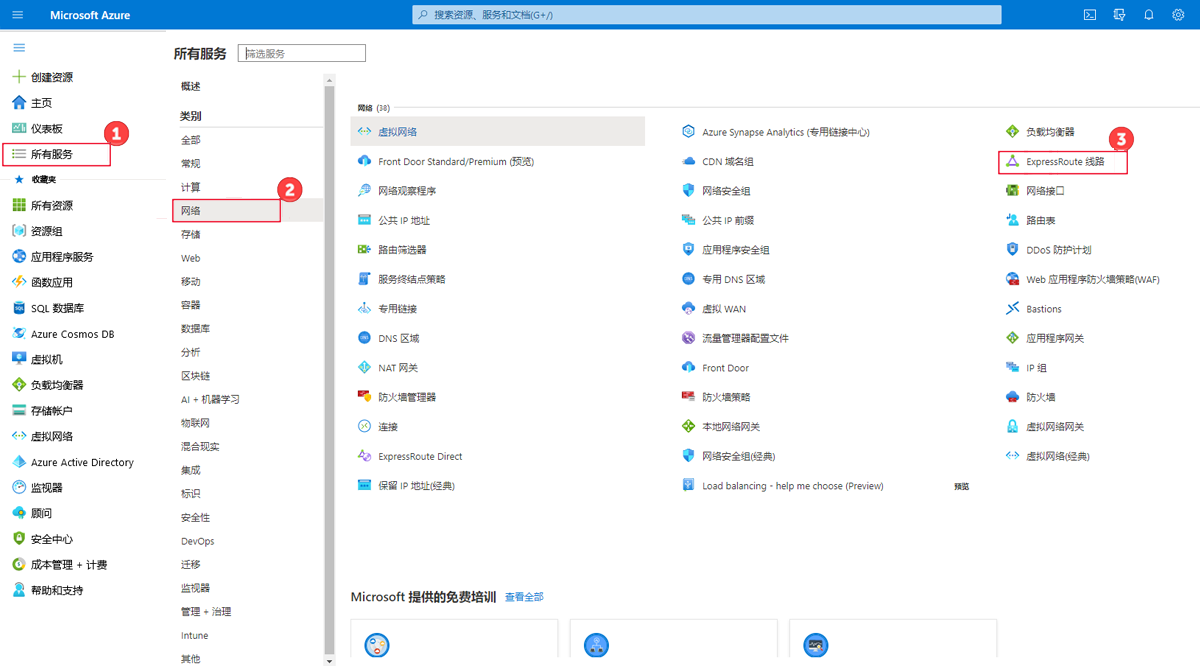 Microsoft Azure
搜索资源、服务和文档(G+/)
创建资源
主页
仪表板
1
所有服务
收藏夹
所有资源
资源组
应用程序服务
函数应用
SQL 数据库
Azure Cosmos DB
虚拟机
负载均衡器
存储帐户
虚拟网络
Azure Active Directory
监视器
顾问
安全中心
成本管理 + 计费
帮助和支持
所有服务
筛选服务
概述
类别
全部
常规
计算
2
网络
存储
Web
移动
容器
数据库
分析
区块链
AI + 机器学习
物联网
混合现实
集成
标识
安全性
DevOps
迁移
监视器
管理 + 治理
Intune
其他
网络 (38)
虚拟网络
Azure Synapse Analytics (专用链接中心)
负载均衡器
3
Front Door Standard/Premium (预览)
CDN 域名组
ExpressRoute 线路
网络观察程序
网络安全组
网络接口
公共 IP 地址
公共 IP 前缀
路由表
路由筛选器
应用程序安全组
DDoS 防护计划
服务终结点策略
专用 DNS 区域
Web 应用程序防火墙策略(WAF)
专用链接
虚拟 WAN
Bastions
DNS 区域
流量管理器配置文件
应用程序网关
NAT 网关
Front Door
IP 组
防火墙管理器
防火墙策略
防火墙
连接
本地网络网关
虚拟网络网关
ExpressRoute Direct
网络安全组(经典)
虚拟网络(经典)
保留 IP 地址(经典)
Load balancing - help me choose (Preview)
预览
Microsoft 提供的免费培训 查看全部